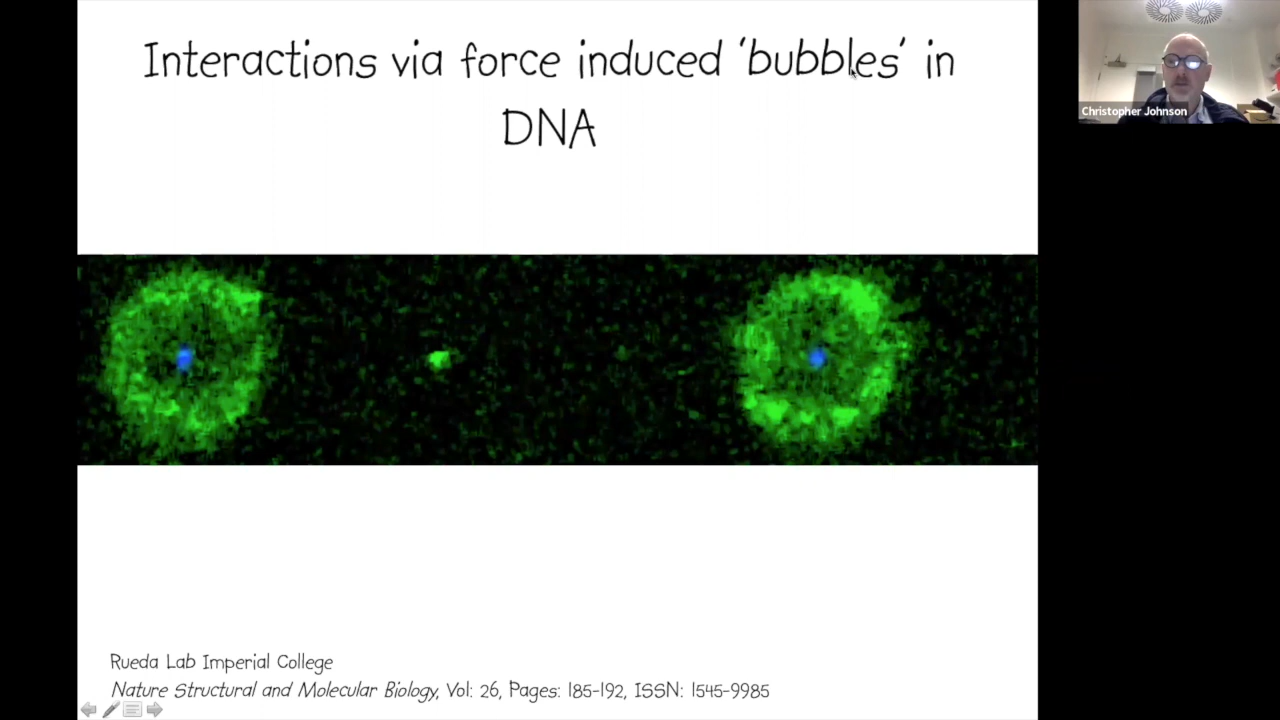 Interactions via force induced 'bubbles' in
DNA
Christopher Johnson
Rueda Lab Imperial College
Nature Structural and Molecular Biology, Vol: 26, Pages: 185-192, ISSN: 1545-9985